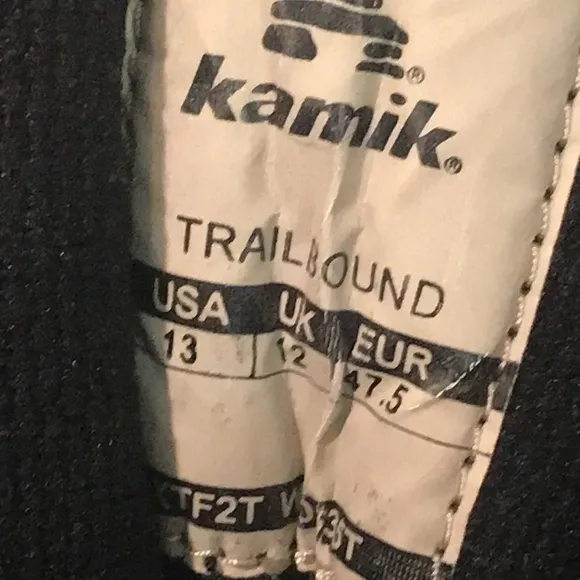 kamik®
TRAILBOUND
USA UK EUR
13 12 47.5